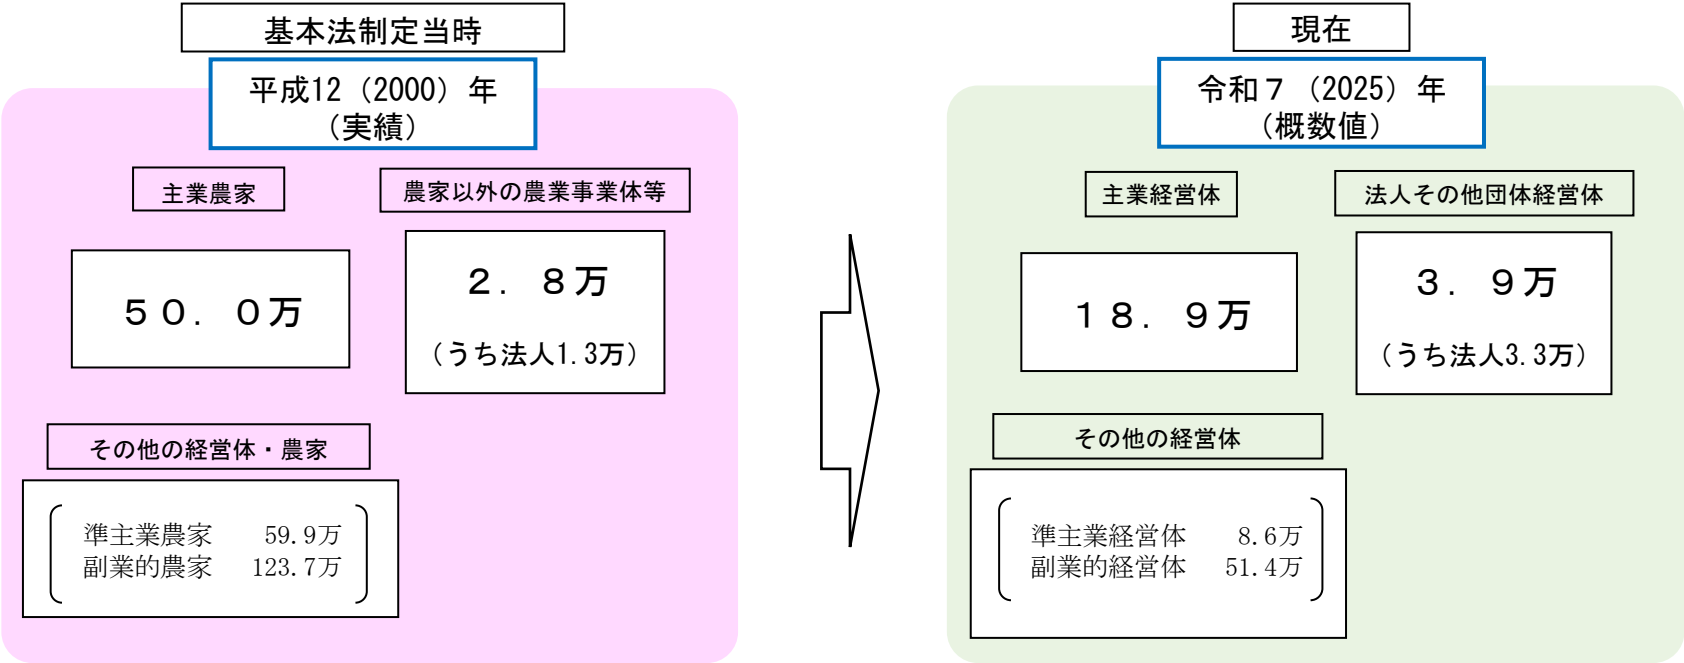 基本法制定当時
平成12（2000）年
（実績）
主業農家
農家以外の農業事業体等
５０．０万
２．８万
（うち法人1.3万）
その他の経営体・農家
準主業農家 59.9万
副業的農家 123.7万
現在
令和７（2025）年
（概数値）
主業経営体
法人その他団体経営体
１８．９万
３．９万
（うち法人3.3万）
その他の経営体
準主業経営体 8.6万
副業的経営体 51.4万